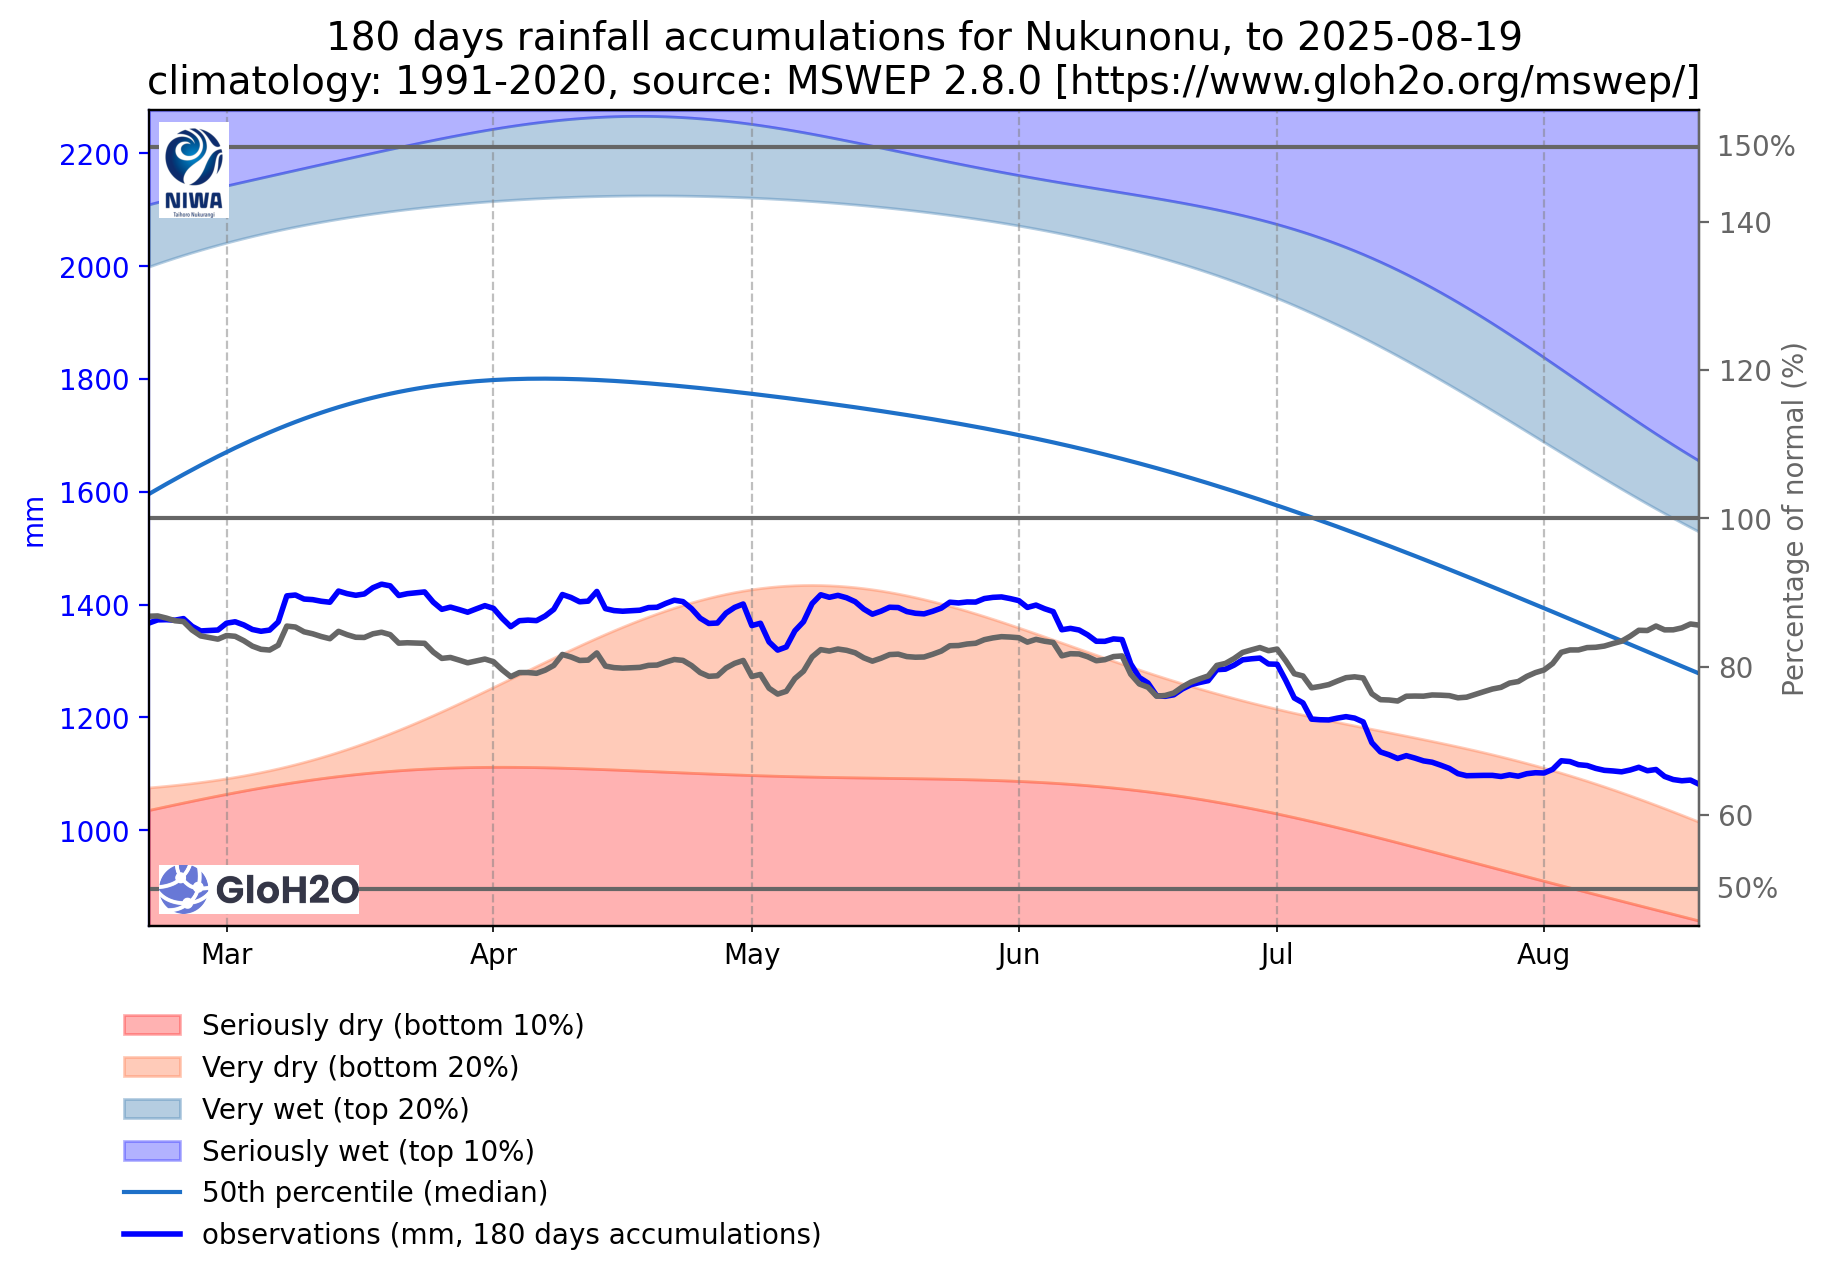 180 days rainfall accumulations for Nukunonu, to 2025-08-19
climatology: 1991-2020, source: MSWEP 2.8.0 [https://www.gloh2o.org/mswep/]
2200
2000
1800
1600
1400
1200
1000
mm
150%
140
120
100
80
60
50%
Percentage of normal (%)
NIWA
Taihoro Nukurangi
GloH2O
Mar
Apr
May
Jun
Jul
Aug
Seriously dry (bottom 10%)
Very dry (bottom 20%)
Very wet (top 20%)
Seriously wet (top 10%)
50th percentile (median)
observations (mm, 180 days accumulations)